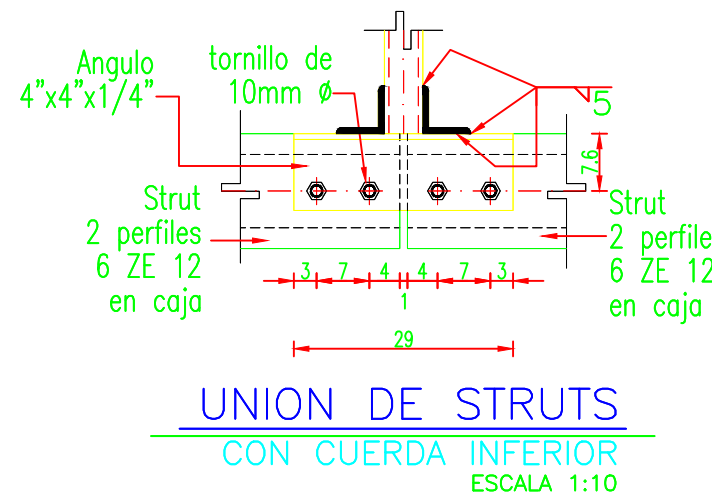 Angulo
4"x4"x1/4"
tornillo de
10mm ø
5
7.6
Strut
2 perfiles
6 ZE 12
en caja
Strut
2 perfile
6 ZE 12
en caja
3 7 4 4 7 3
1
29
UNION DE STRUTS
CON CUERDA INFERIOR
ESCALA 1:10